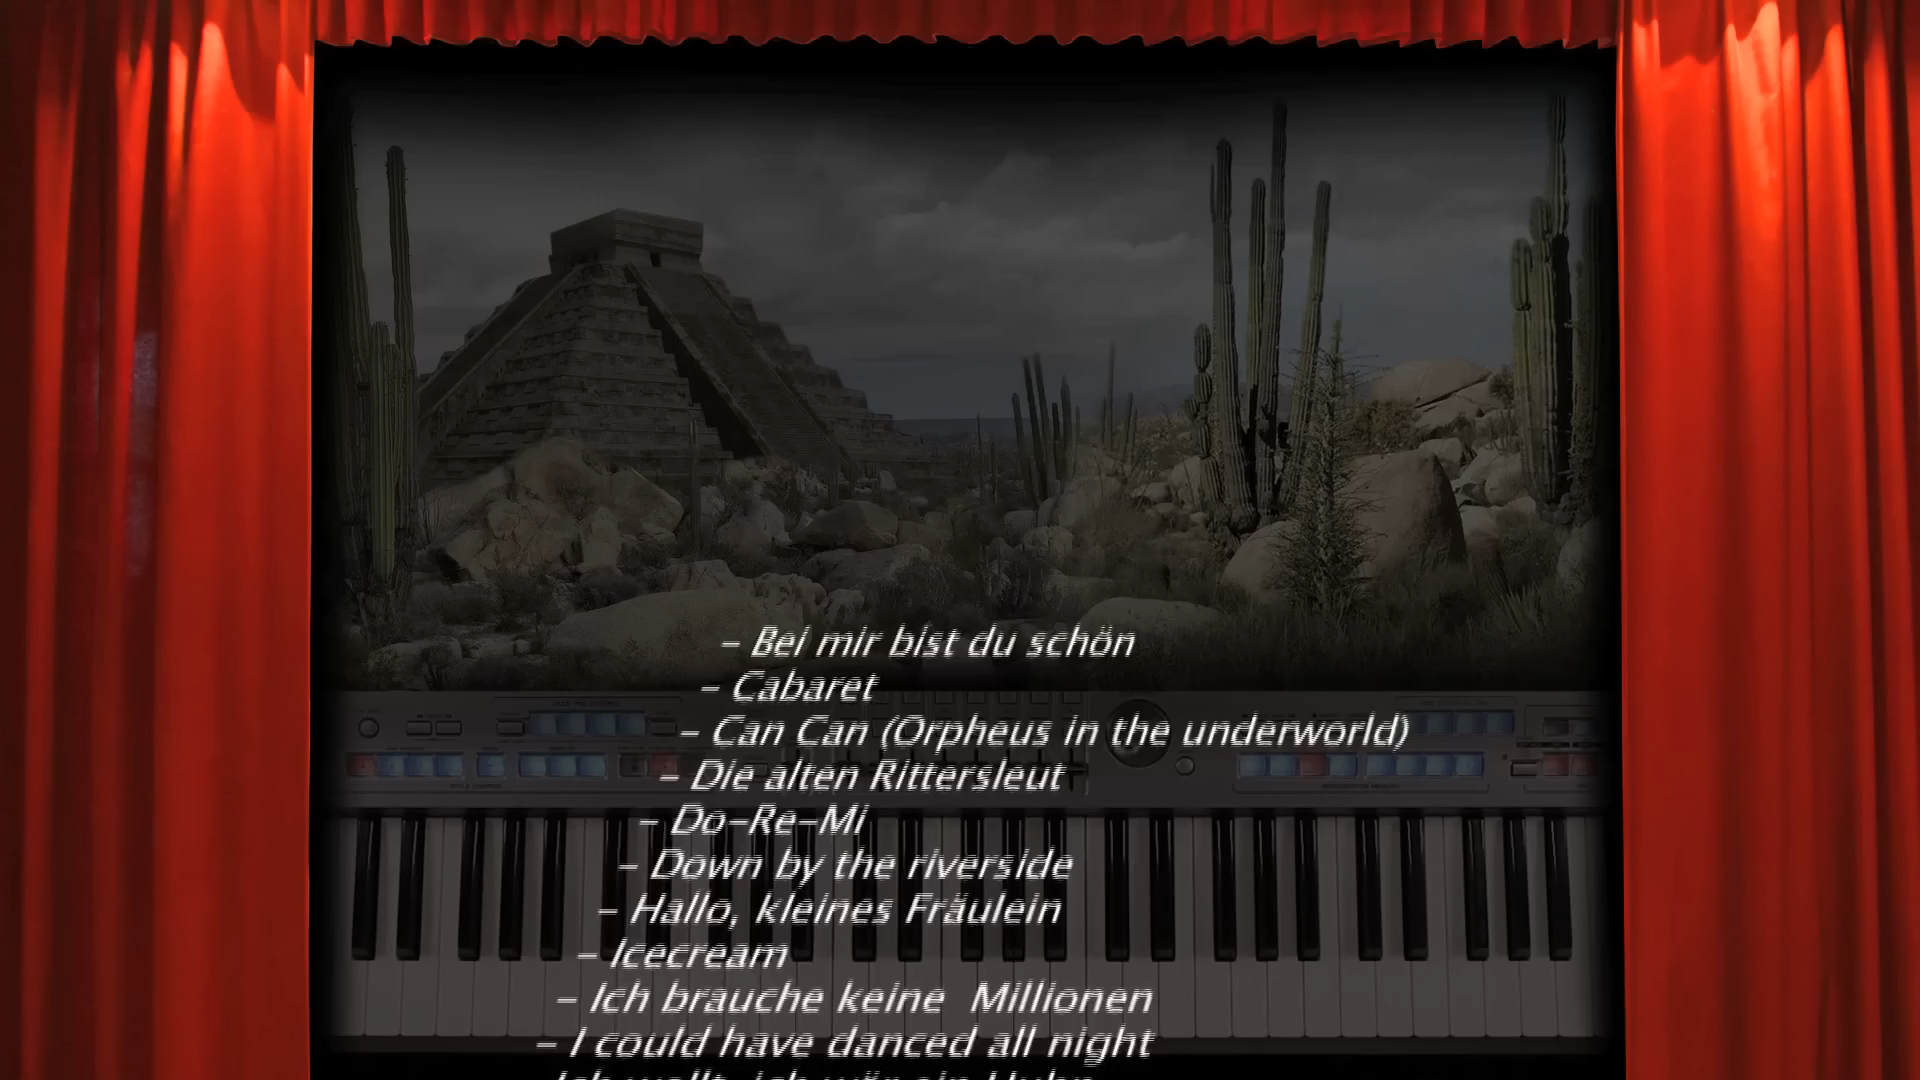 – Bei mir bist du schön
– Cabaret
– Can Can (Orpheus in the underworld)
– Die alten Rittersleut
– Do-Re-Mi
– Down by the riverside
– Hallo, kleines Fräulein
– Icecream
– Ich brauche keine Millionen
– I could have danced all night